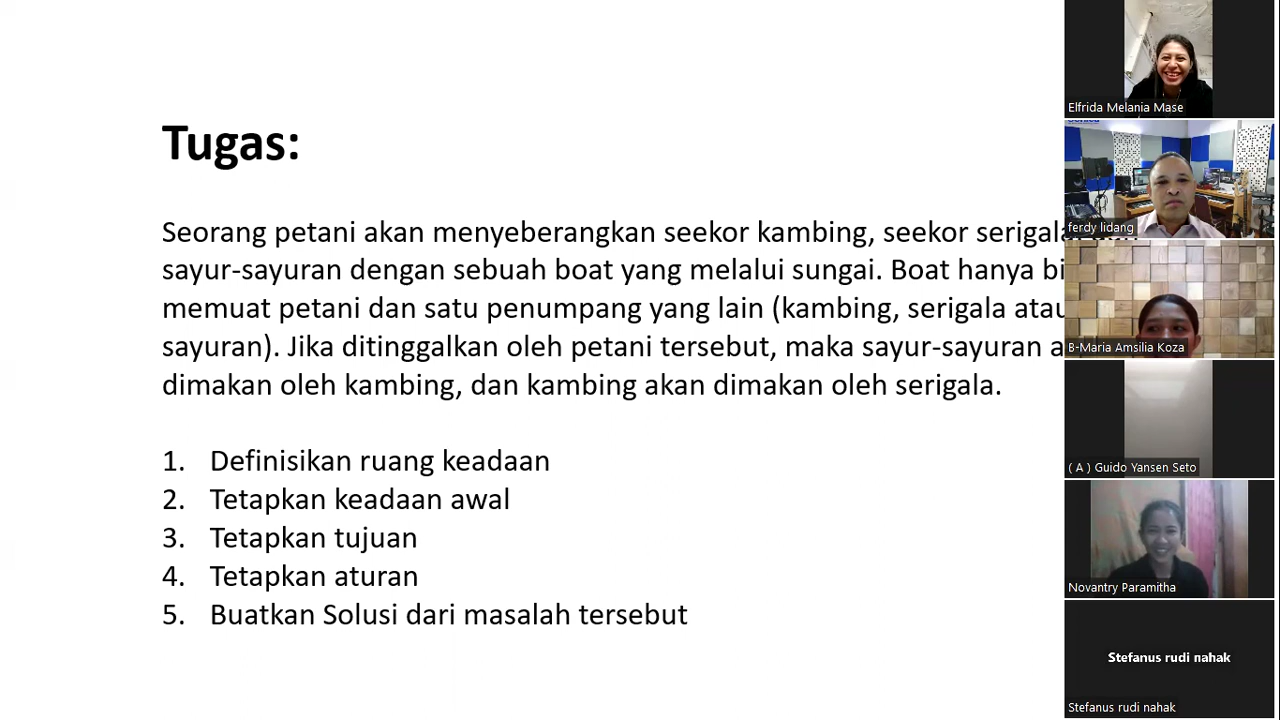 Tugas:
Seorang petani akan menyeberangkan seekor kambing, seekor serigala
sayur-sayuran dengan sebuah boat yang melalui sungai. Boat hanya bi
memuat petani dan satu penumpang yang lain (kambing, serigala atau
sayuran). Jika ditinggalkan oleh petani tersebut, maka sayur-sayuran a
dimakan oleh kambing, dan kambing akan dimakan oleh serigala.
1. Definisikan ruang keadaan
2. Tetapkan keadaan awal
3. Tetapkan tujuan
4. Tetapkan aturan
5. Buatkan Solusi dari masalah tersebut
Elfrida Melania Mase
ferdy lidang
B-Maria Amsilia Koza
( A ) Guido Yansen Seto
Novantry Paramitha
Stefanus rudi nahak
Stefanus rudi nahak